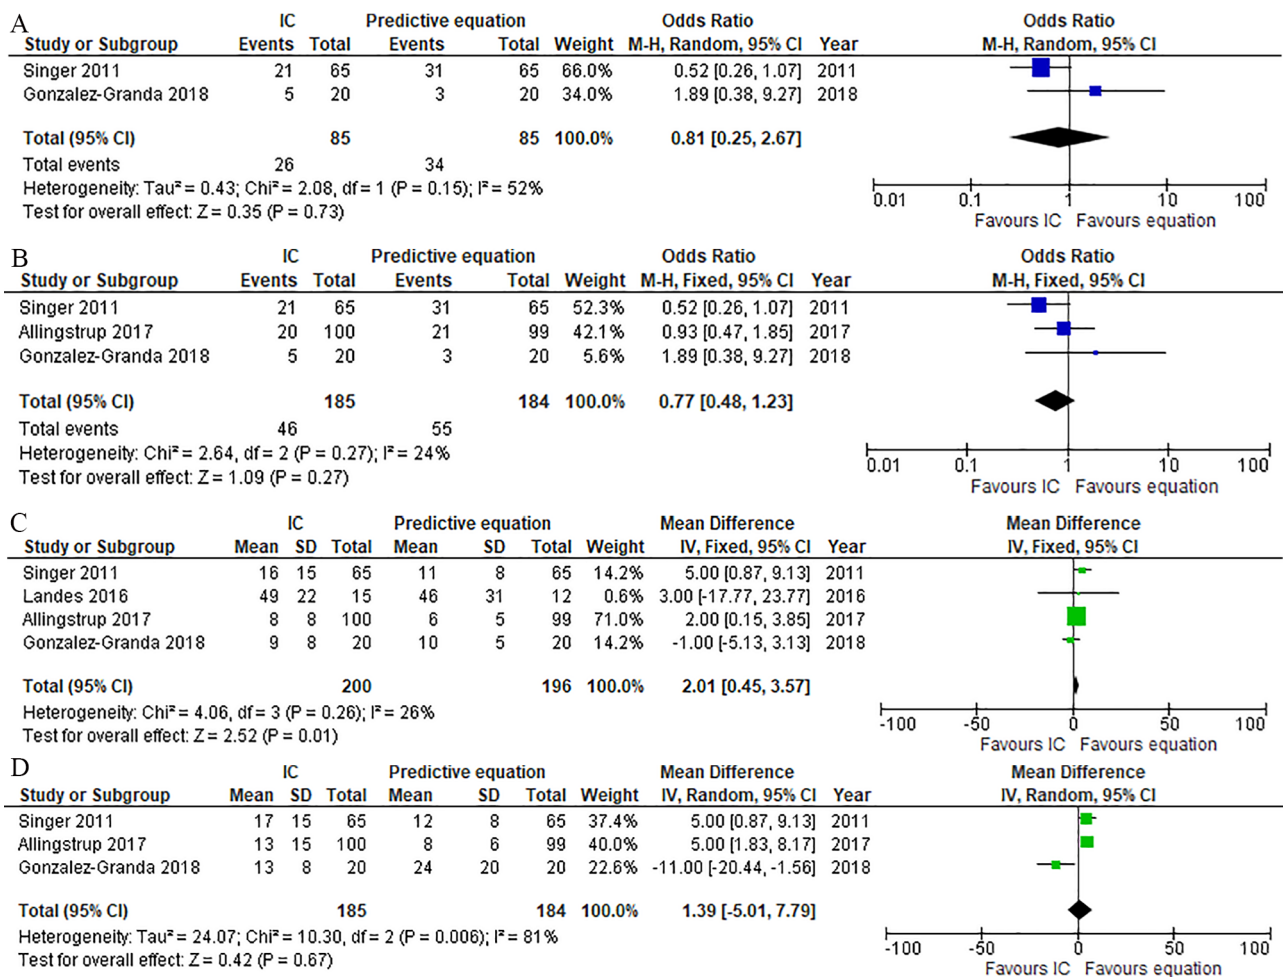 A
IC Predictive equation Odds Ratio Odds Ratio
Study or Subgroup Events Total Events Total Weight M-H, Random, 95% CI Year M-H, Random, 95% CI
Singer 2011 21 65 31 65 66.0% 0.52 [0.26, 1.07] 2011
Gonzalez-Granda 2018 5 20 3 20 34.0% 1.89 [0.38, 9.27] 2018
Total (95% CI) 85 85 100.0% 0.81 [0.25, 2.67]
Total events 26 34
Heterogeneity: Tau² = 0.43; Chi² = 2.08, df = 1 (P = 0.15); I² = 52%
Test for overall effect: Z = 0.35 (P = 0.73)
0.01 0.1 1 10 100
Favours IC Favours equation
B
IC Predictive equation Odds Ratio Odds Ratio
Study or Subgroup Events Total Events Total Weight M-H, Fixed, 95% CI Year M-H, Fixed, 95% CI
Singer 2011 21 65 31 65 52.3% 0.52 [0.26, 1.07] 2011
Allingstrup 2017 20 100 21 99 42.1% 0.93 [0.47, 1.85] 2017
Gonzalez-Granda 2018 5 20 3 20 5.6% 1.89 [0.38, 9.27] 2018
Total (95% CI) 185 184 100.0% 0.77 [0.48, 1.23]
Total events 46 55
Heterogeneity: Chi² = 2.64, df = 2 (P = 0.27); I² = 24%
Test for overall effect: Z = 1.09 (P = 0.27)
0.01 0.1 1 10 100
Favours IC Favours equation
C
IC Predictive equation Mean Difference Mean Difference
Study or Subgroup Mean SD Total Mean SD Total Weight IV, Fixed, 95% CI Year IV, Fixed, 95% CI
Singer 2011 16 15 65 11 8 65 14.2% 5.00 [0.87, 9.13] 2011
Landes 2016 49 22 15 46 31 12 0.6% 3.00 [-17.77, 23.77] 2016
Allingstrup 2017 8 8 100 6 5 99 71.0% 2.00 [0.15, 3.85] 2017
Gonzalez-Granda 2018 9 8 20 10 5 20 14.2% -1.00 [-5.13, 3.13] 2018
Total (95% CI) 200 196 100.0% 2.01 [0.45, 3.57]
Heterogeneity: Chi² = 4.06, df = 3 (P = 0.26); I² = 26%
Test for overall effect: Z = 2.52 (P = 0.01)
-100 -50 0 50 100
Favours IC Favours equation
D
IC Predictive equation Mean Difference Mean Difference
Study or Subgroup Mean SD Total Mean SD Total Weight IV, Random, 95% CI Year IV, Random, 95% CI
Singer 2011 17 15 65 12 8 65 37.4% 5.00 [0.87, 9.13] 2011
Allingstrup 2017 13 15 100 8 6 99 40.0% 5.00 [1.83, 8.17] 2017
Gonzalez-Granda 2018 13 8 20 24 20 20 22.6% -11.00 [-20.44, -1.56] 2018
Total (95% CI) 185 184 100.0% 1.39 [-5.01, 7.79]
Heterogeneity: Tau² = 24.07; Chi² = 10.30, df = 2 (P = 0.006); I² = 81%
Test for overall effect: Z = 0.42 (P = 0.67)
-100 -50 0 50 100
Favours IC Favours equation